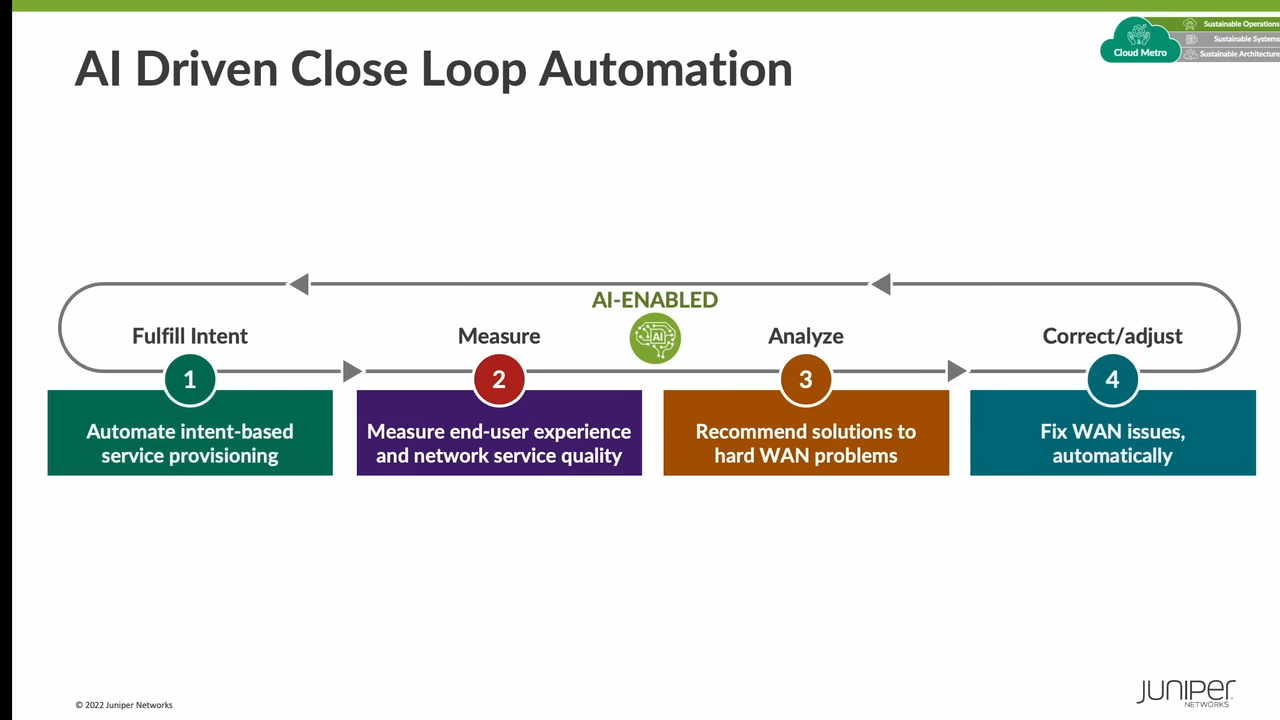 AI Driven Close Loop Automation
Cloud Metro
Sustainable Operations
Sustainable Systems
Sustainable Architecture
AI-ENABLED
AI
Fulfill Intent
Measure
Analyze
Correct/adjust
1
2
3
4
Automate intent-based
service provisioning
Measure end-user experience
and network service quality
Recommend solutions to
hard WAN problems
Fix WAN issues,
automatically
© 2022 Juniper Networks
JUNIPER
NETWORKS